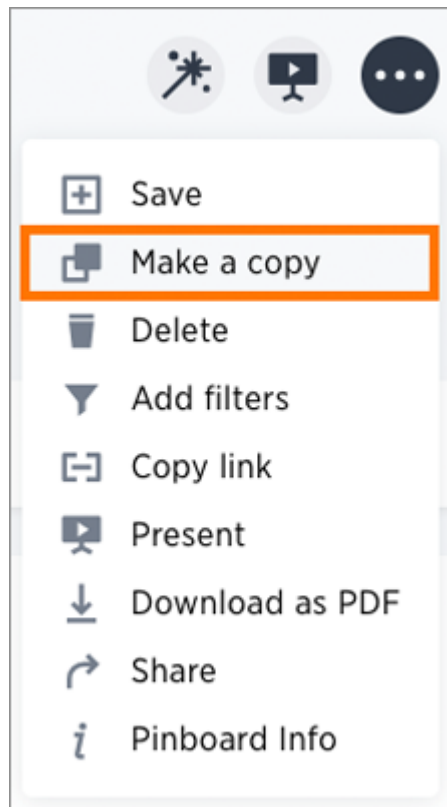 Save
Make a copy
Delete
Add filters
Copy link
Present
Download as PDF
Share
Pinboard Info